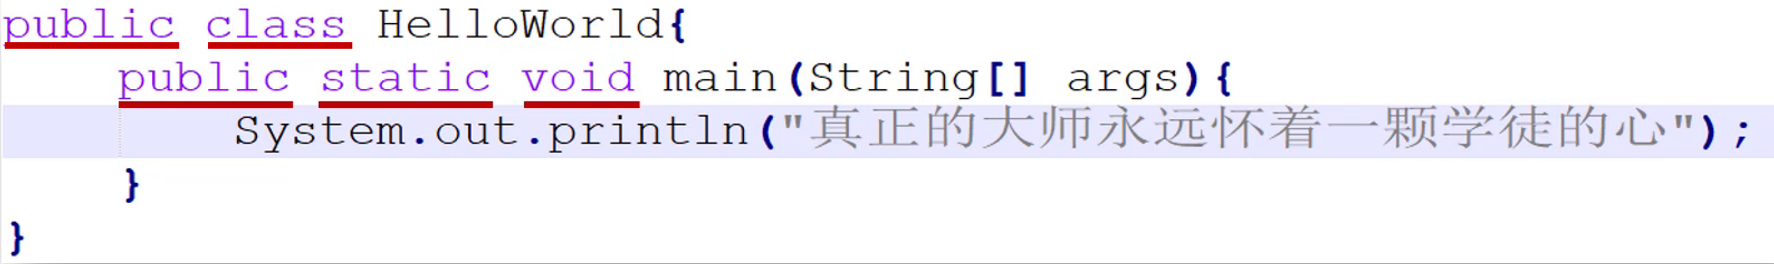 public class HelloWorld{
public static void main(String[] args){
System.out.println("真正的大师永远怀着一颗学徒的心");
}
}